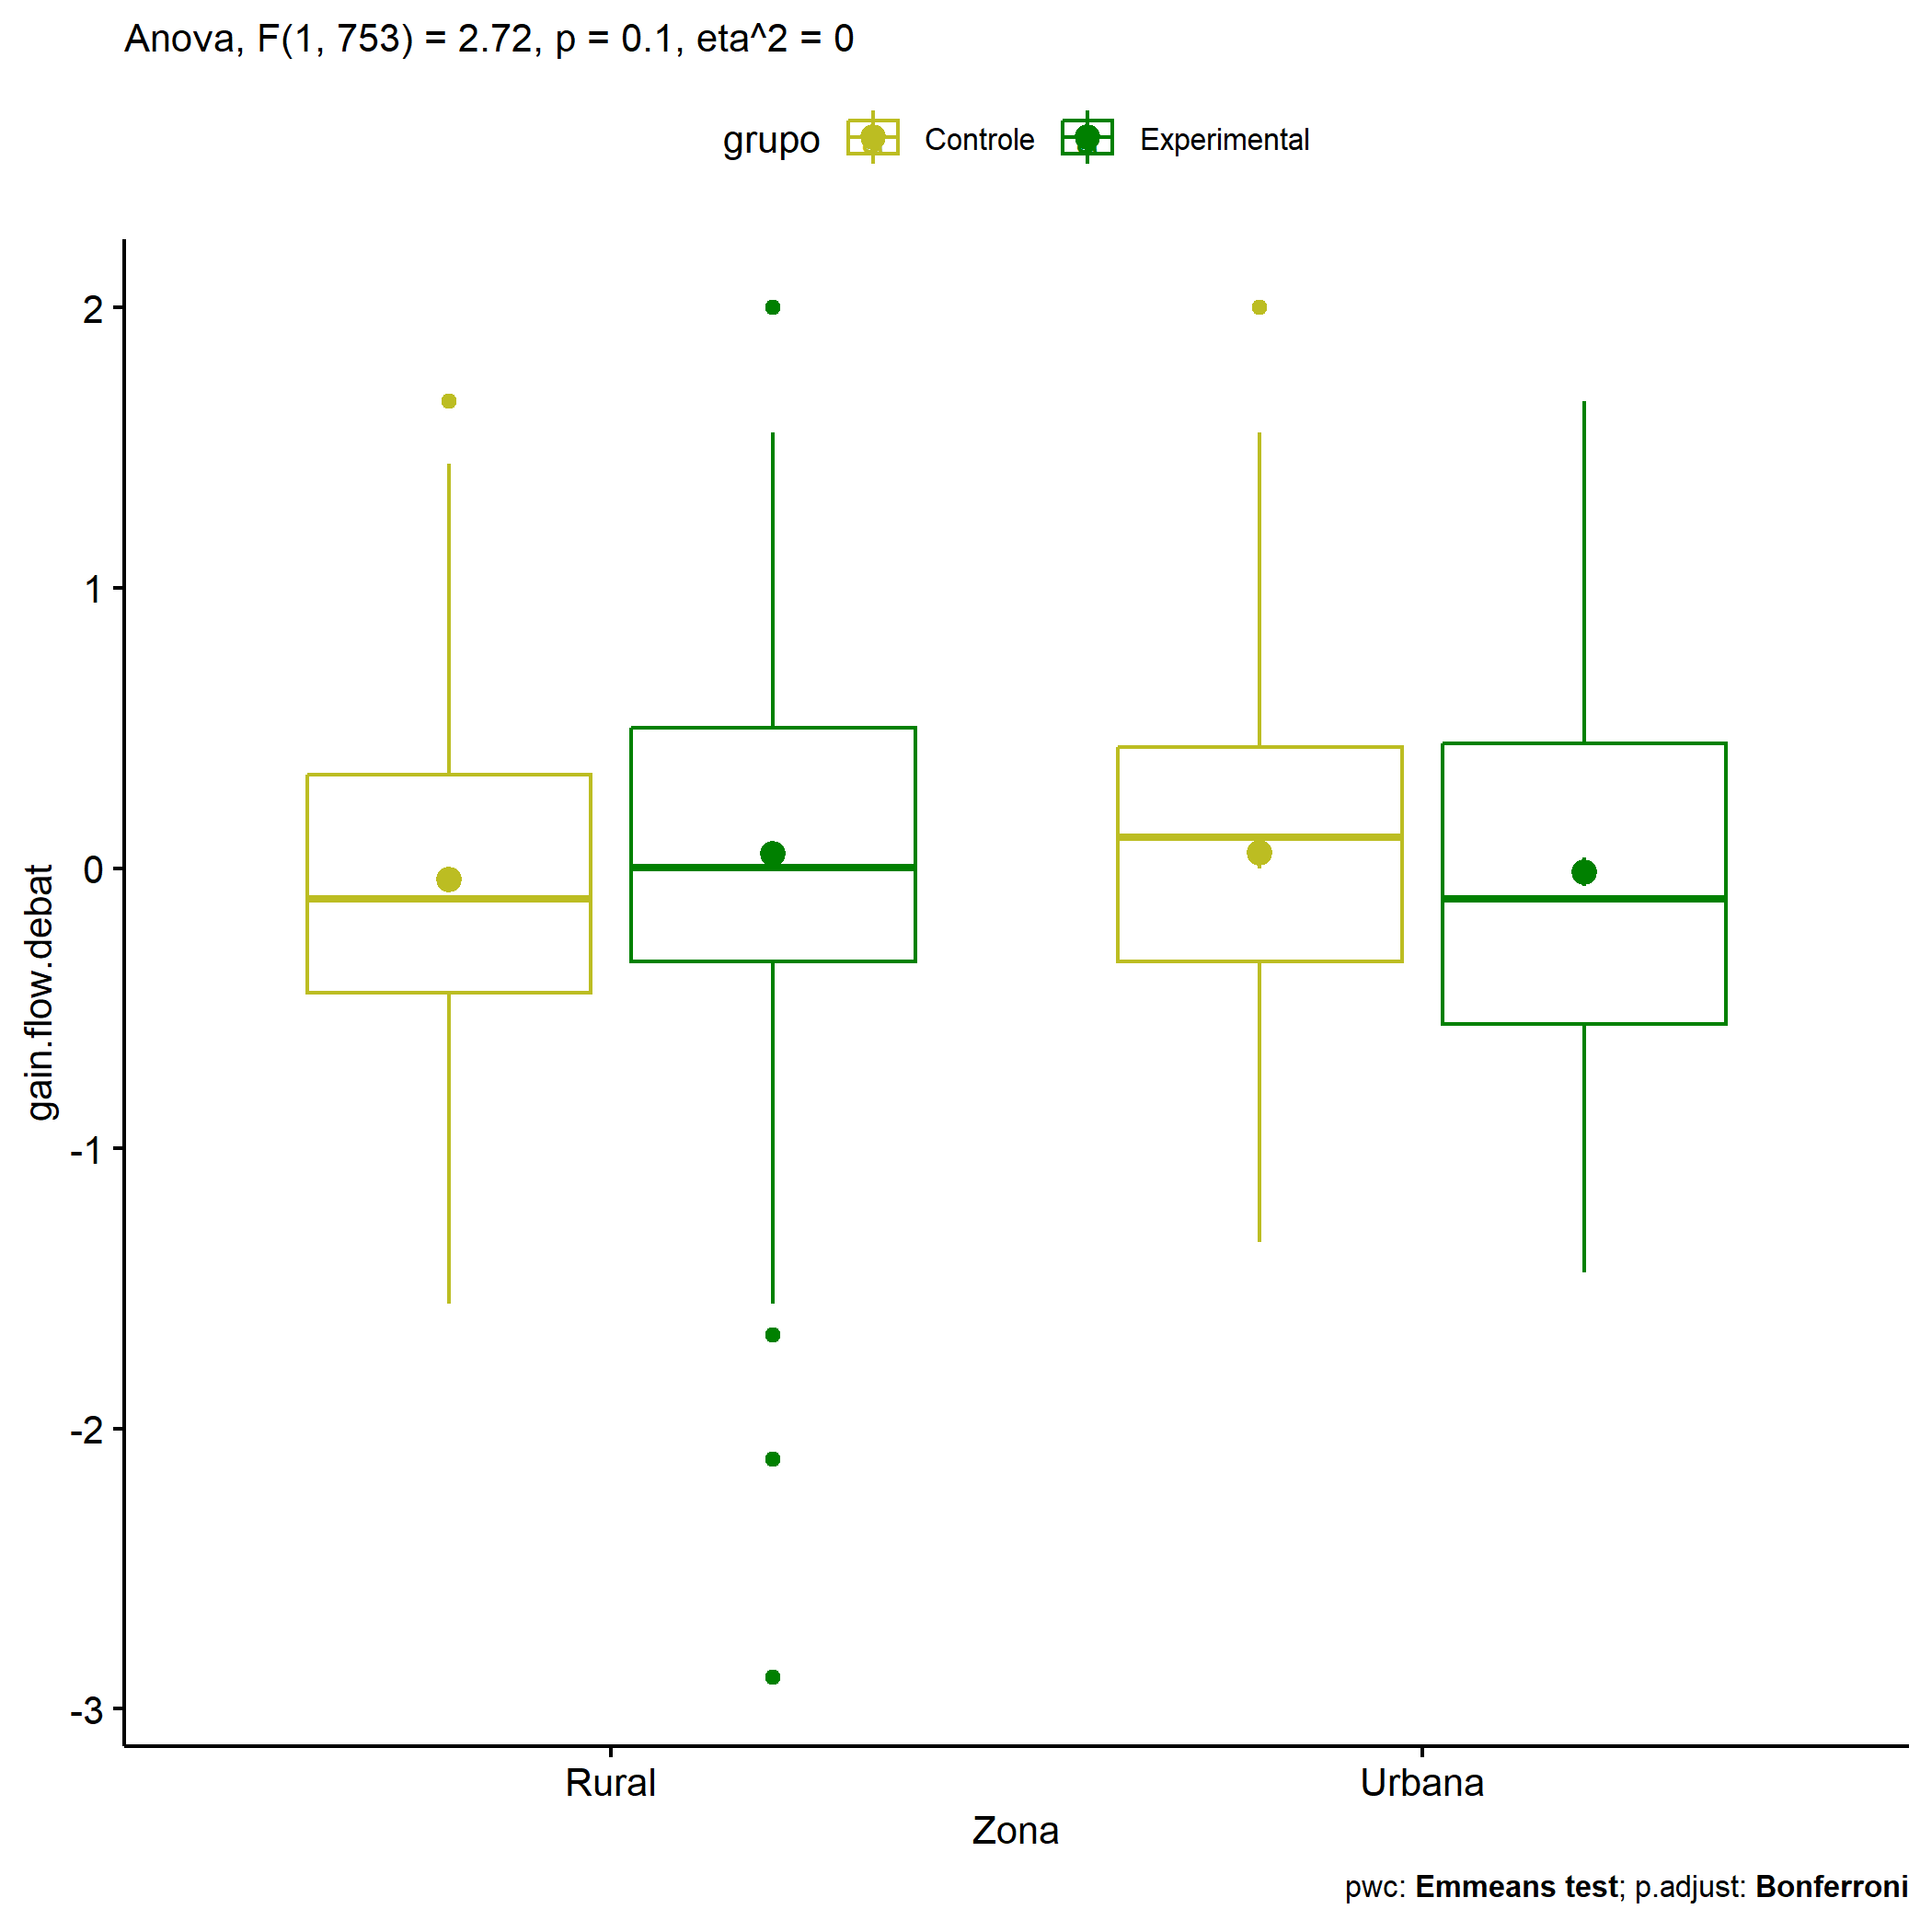 Anova, F(1, 753) = 2.72, p = 0.1, eta^2 = 0
grupo Controle Experimental
2
1
0
-1
-2
-3
gain.flow.debat
Rural Urbana
Zona
pwc: Emmeans test; p.adjust: Bonferroni